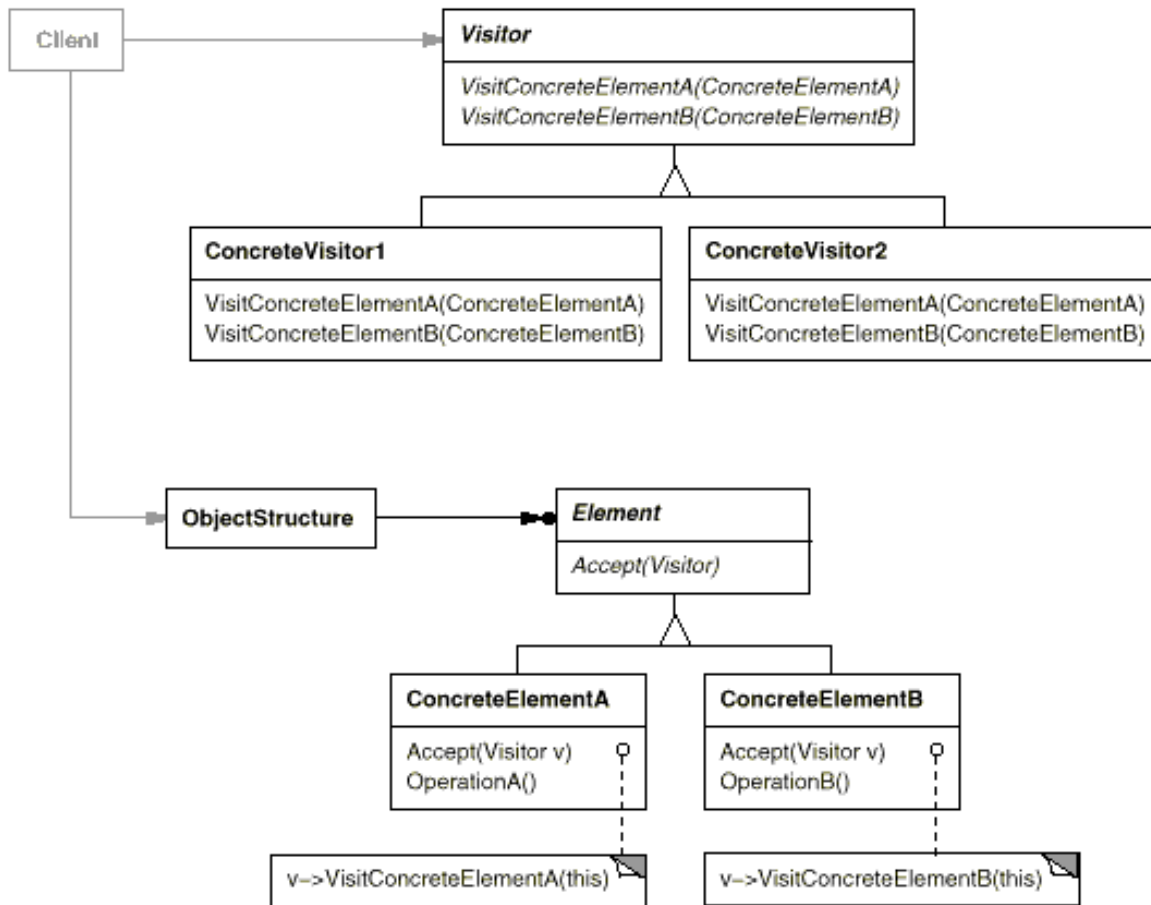 Client
Visitor
VisitConcreteElementA(ConcreteElementA)
VisitConcreteElementB(ConcreteElementB)
ConcreteVisitor1
VisitConcreteElementA(ConcreteElementA)
VisitConcreteElementB(ConcreteElementB)
ConcreteVisitor2
VisitConcreteElementA(ConcreteElementA)
VisitConcreteElementB(ConcreteElementB)
ObjectStructure
Element
Accept(Visitor)
ConcreteElementA
Accept(Visitor v)
OperationA()
v->VisitConcreteElementA(this)
ConcreteElementB
Accept(Visitor v)
OperationB()
v->VisitConcreteElementB(this)